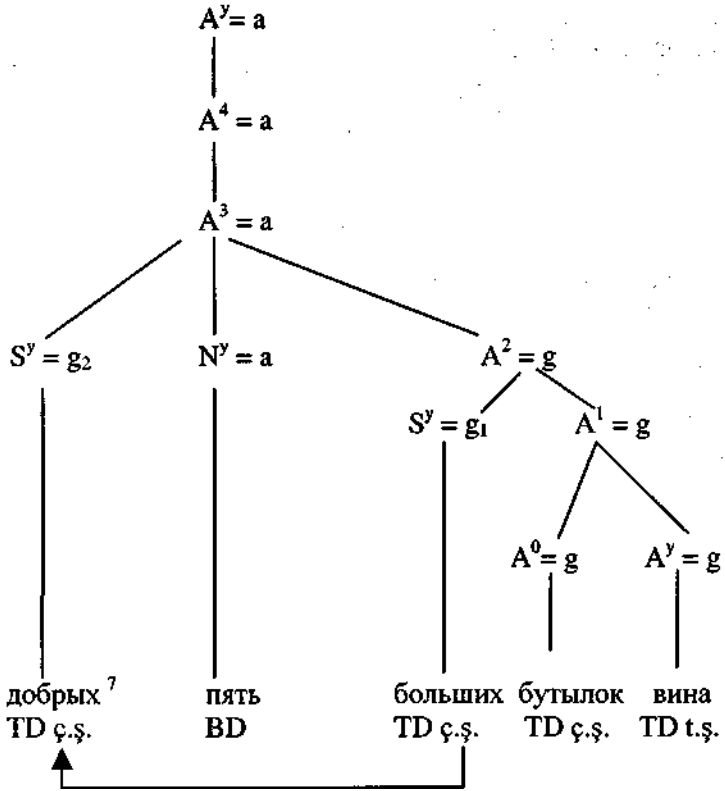 Aʸ = a
A⁴ = a
A³ = a
Sʸ = g₂ Nʸ = a A² = g
Sʸ = g₁ A¹ = g
A⁰ = g Aʸ = g
добрых ⁷ пять больших бутылок вина
TD ç.ş. BD TD ç.ş. TD ç.ş. TD t.ş.